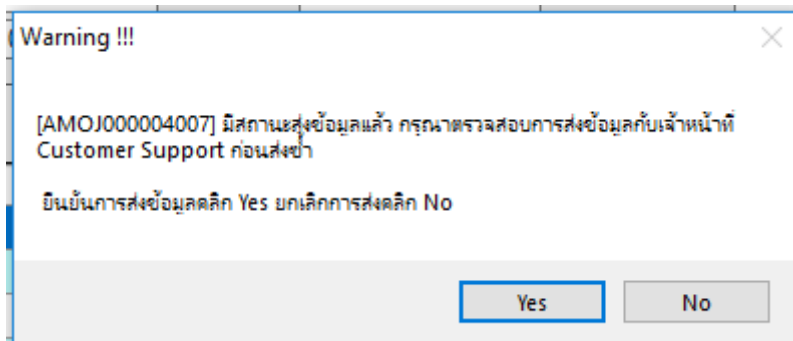 Warning !!!
[AMOJ000004007] มีสถานะส่งข้อมูลแล้ว กรุณาตรวจสอบการส่งข้อมูลกับเจ้าหน้าที่
Customer Support ก่อนส่งซ้ำ
ยืนยันการส่งข้อมูลคลิก Yes ยกเลิกการส่งคลิก No
Yes
No